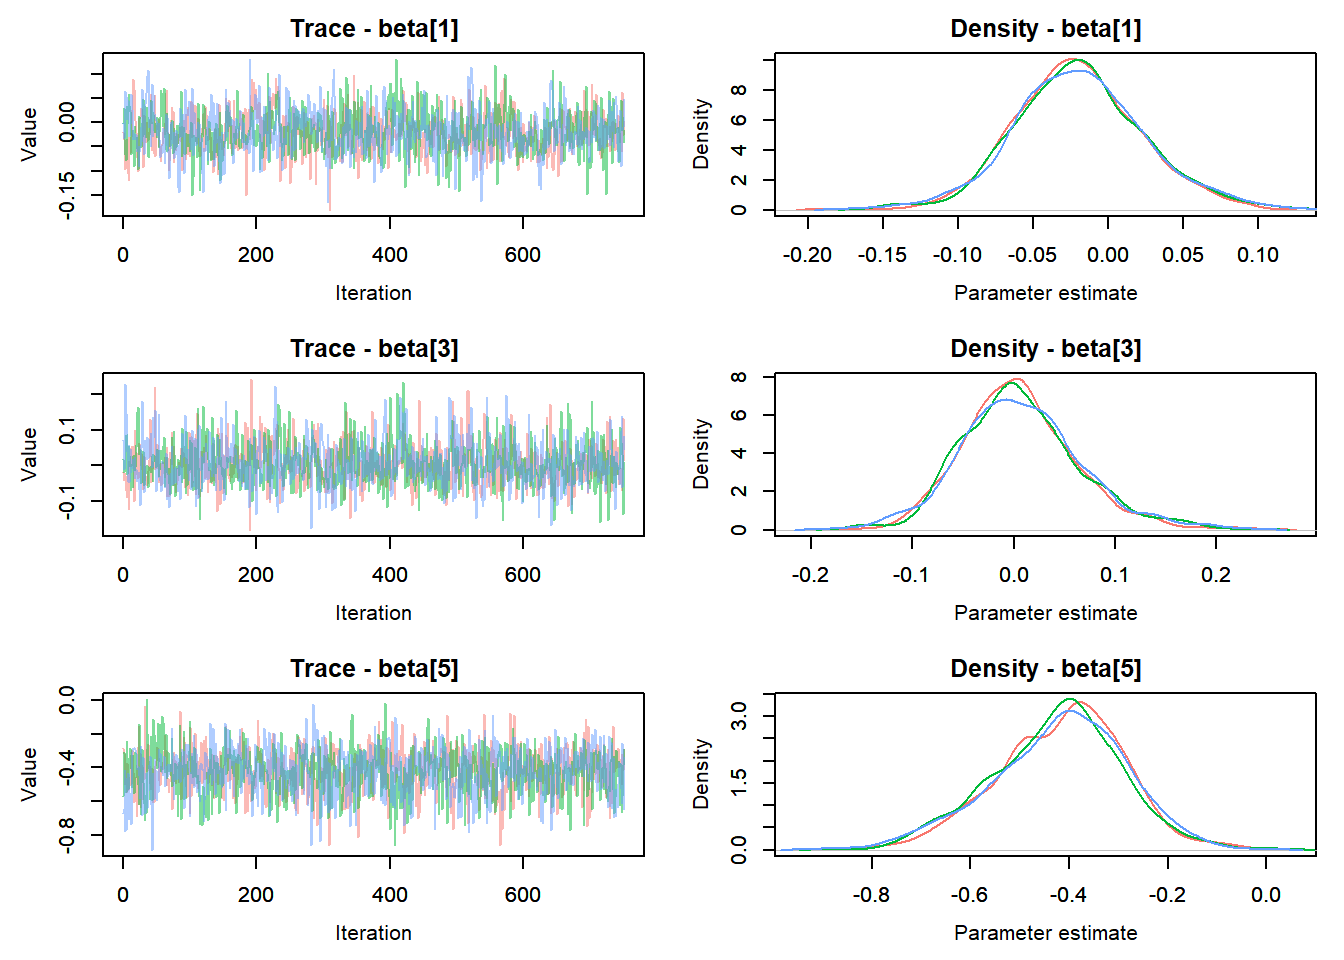 Trace - beta[1]
Value
0.00
-0.15
0 200 400 600
Iteration
Density - beta[1]
Density
8
6
4
2
0
-0.20 -0.15 -0.10 -0.05 0.00 0.05 0.10
Parameter estimate
Trace - beta[3]
Value
0.1
-0.1
0 200 400 600
Iteration
Density - beta[3]
Density
8
6
4
2
0
-0.2 -0.1 0.0 0.1 0.2
Parameter estimate
Trace - beta[5]
Value
0.0
-0.4
-0.8
0 200 400 600
Iteration
Density - beta[5]
Density
3.0
1.5
0.0
-0.8 -0.6 -0.4 -0.2 0.0
Parameter estimate